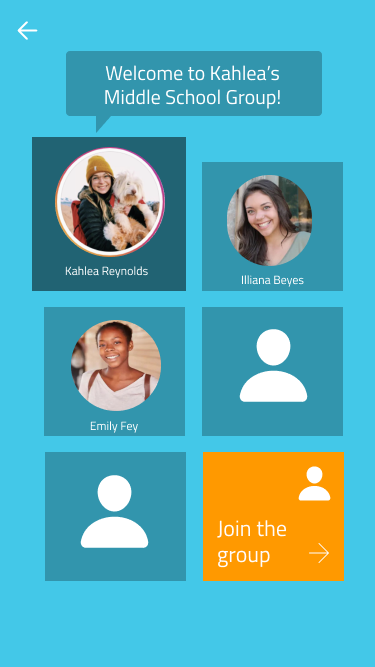 Welcome to Kahlea’s
Middle School Group!
Kahlea Reynolds
Illiana Beyes
Emily Fey
Join the
group